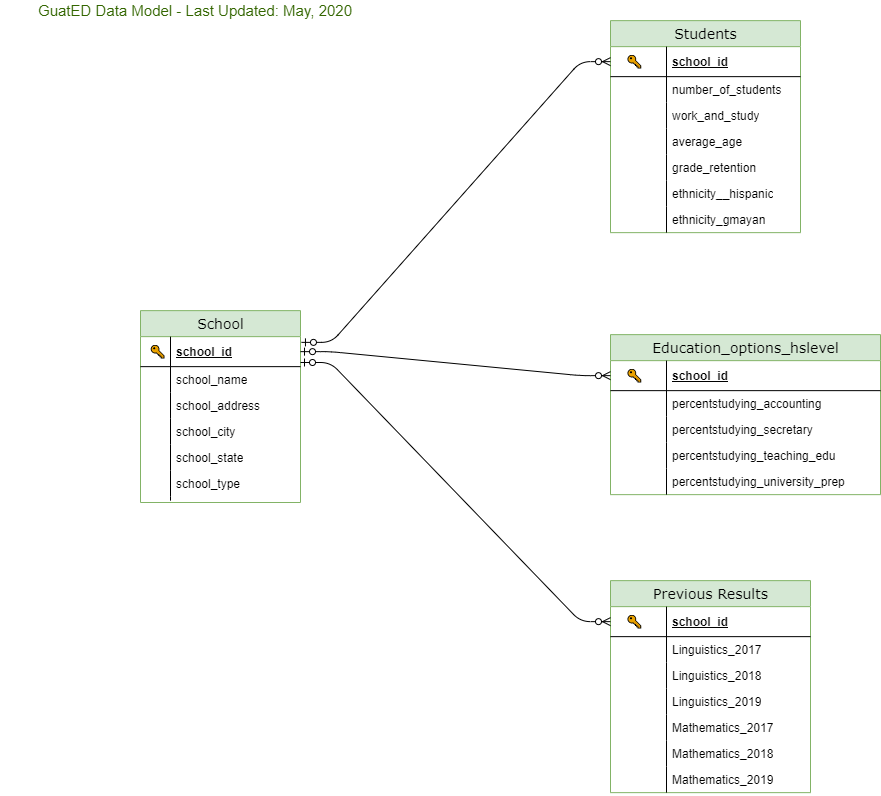 GuatED Data Model - Last Updated: May, 2020
Students
school_id
number_of_students
work_and_study
average_age
grade_retention
ethnicity__hispanic
ethnicity_gmayan
School
school_id
school_name
school_address
school_city
school_state
school_type
Education_options_hslevel
school_id
percentstudying_accounting
percentstudying_secretary
percentstudying_teaching_edu
percentstudying_university_prep
Previous Results
school_id
Linguistics_2017
Linguistics_2018
Linguistics_2019
Mathematics_2017
Mathematics_2018
Mathematics_2019